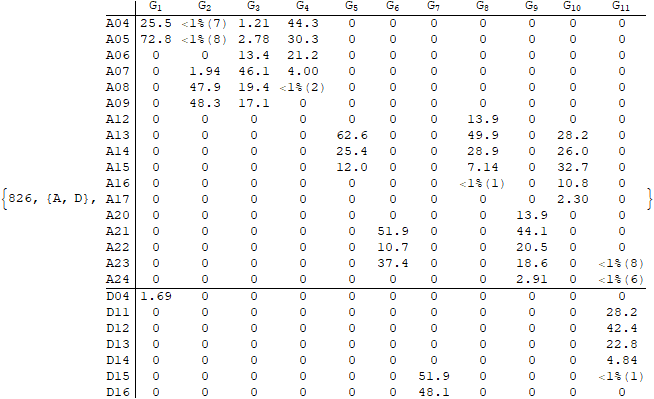 G₁ G₂ G₃ G₄ G₅ G₆ G₇ G₈ G₉ G₁₀ G₁₁
A04 25.5 <1%(7) 1.21 44.3 0 0 0 0 0 0 0
A05 72.8 <1%(8) 2.78 30.3 0 0 0 0 0 0 0
A06 0 0 13.4 21.2 0 0 0 0 0 0 0
A07 0 1.94 46.1 4.00 0 0 0 0 0 0 0
A08 0 47.9 19.4 <1%(2) 0 0 0 0 0 0 0
A09 0 48.3 17.1 0 0 0 0 0 0 0 0
A12 0 0 0 0 0 0 0 13.9 0 0 0
A13 0 0 0 0 62.6 0 0 49.9 0 28.2 0
A14 0 0 0 0 25.4 0 0 28.9 0 26.0 0
A15 0 0 0 0 12.0 0 0 7.14 0 32.7 0
A16 0 0 0 0 0 0 0 <1%(1) 0 10.8 0
{826, {A, D}, A17 0 0 0 0 0 0 0 0 0 2.30 0 }
A20 0 0 0 0 0 0 0 0 13.9 0 0
A21 0 0 0 0 0 51.9 0 0 44.1 0 0
A22 0 0 0 0 0 10.7 0 0 20.5 0 0
A23 0 0 0 0 0 37.4 0 0 18.6 0 <1%(8)
A24 0 0 0 0 0 0 0 0 2.91 0 <1%(6)
D04 1.69 0 0 0 0 0 0 0 0 0 0
D11 0 0 0 0 0 0 0 0 0 0 28.2
D12 0 0 0 0 0 0 0 0 0 0 42.4
D13 0 0 0 0 0 0 0 0 0 0 22.8
D14 0 0 0 0 0 0 0 0 0 0 4.84
D15 0 0 0 0 0 0 51.9 0 0 0 <1%(1)
D16 0 0 0 0 0 0 48.1 0 0 0 0